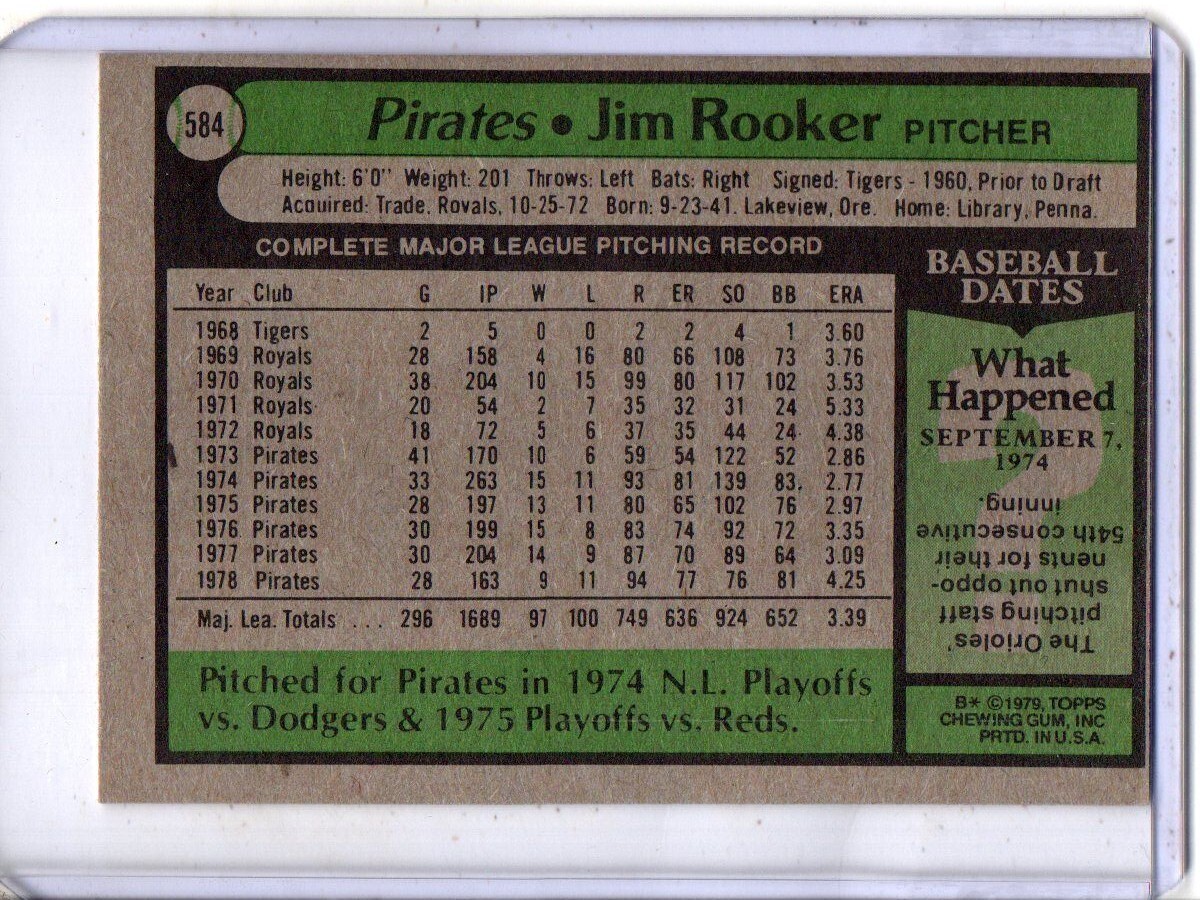 584
Pirates • Jim Rooker PITCHER
Height: 6'0" Weight: 201 Throws: Left Bats: Right Signed: Tigers - 1960, Prior to Draft
Acquired: Trade, Royals, 10-25-72 Born: 9-23-41, Lakeview, Ore. Home: Library, Penna.
COMPLETE MAJOR LEAGUE PITCHING RECORD
Year Club G IP W L R ER SO BB ERA
1968 Tigers 2 5 0 0 2 2 4 1 3.60
1969 Royals 28 158 4 16 80 66 108 73 3.76
1970 Royals 38 204 10 15 99 80 117 102 3.53
1971 Royals 20 54 2 7 35 32 31 24 5.33
1972 Royals 18 72 5 6 37 35 44 24 4.38
1973 Pirates 41 170 10 6 59 54 122 52 2.86
1974 Pirates 33 263 15 11 93 81 139 83 2.77
1975 Pirates 28 197 13 11 80 65 102 76 2.97
1976 Pirates 30 199 15 8 83 74 92 72 3.35
1977 Pirates 30 204 14 9 87 70 89 64 3.09
1978 Pirates 28 163 9 11 94 77 76 81 4.25
Maj. Lea. Totals ... 296 1689 97 100 749 636 924 652 3.39
Pitched for Pirates in 1974 N.L. Playoffs
vs. Dodgers & 1975 Playoffs vs. Reds.
BASEBALL
DATES
What
Happened
SEPTEMBER 7,
1974
?
The Orioles'
pitching staff
shut out oppo-
nents for their
54th consecutive
inning.
B* ©1979, TOPPS
CHEWING GUM, INC
PRTD. IN U.S.A.